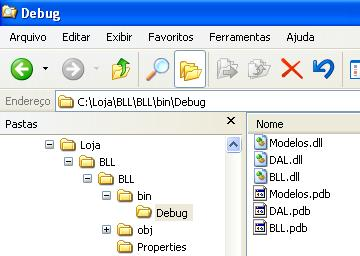 Debug
Arquivo Editar Exibir Favoritos Ferramentas Ajuda
Endereço C:\Loja\BLL\BLL\bin\Debug
Pastas
Loja
BLL
BLL
bin
Debug
obj
Properties
Nome
Modelos.dll
DAL.dll
BLL.dll
Modelos.pdb
DAL.pdb
BLL.pdb